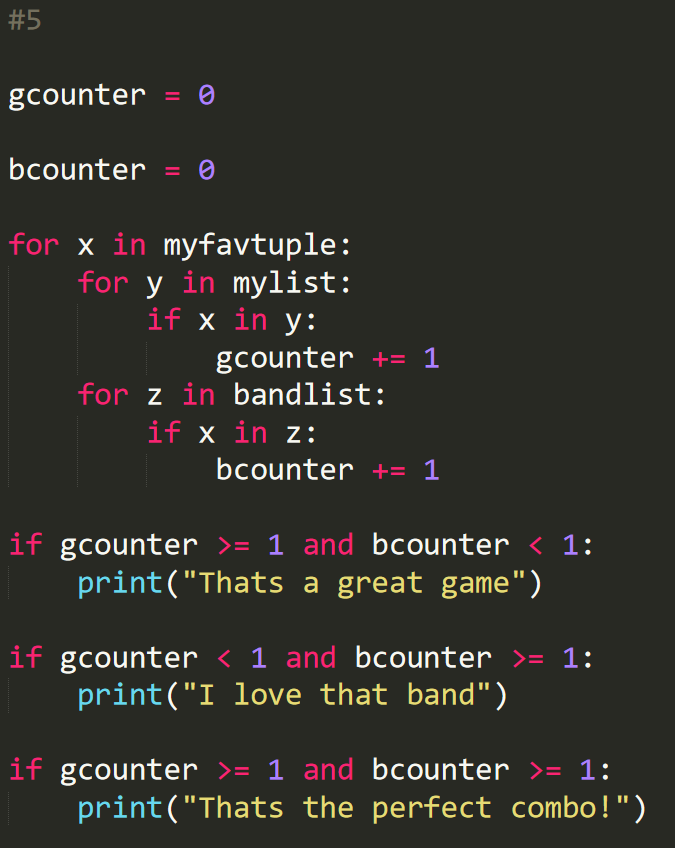 #5
gcounter = 0
bcounter = 0
for x in myfavtuple:
    for y in mylist:
        if x in y:
            gcounter += 1
    for z in bandlist:
        if x in z:
            bcounter += 1
if gcounter >= 1 and bcounter < 1:
    print("Thats a great game")
if gcounter < 1 and bcounter >= 1:
    print("I love that band")
if gcounter >= 1 and bcounter >= 1:
    print("Thats the perfect combo!")